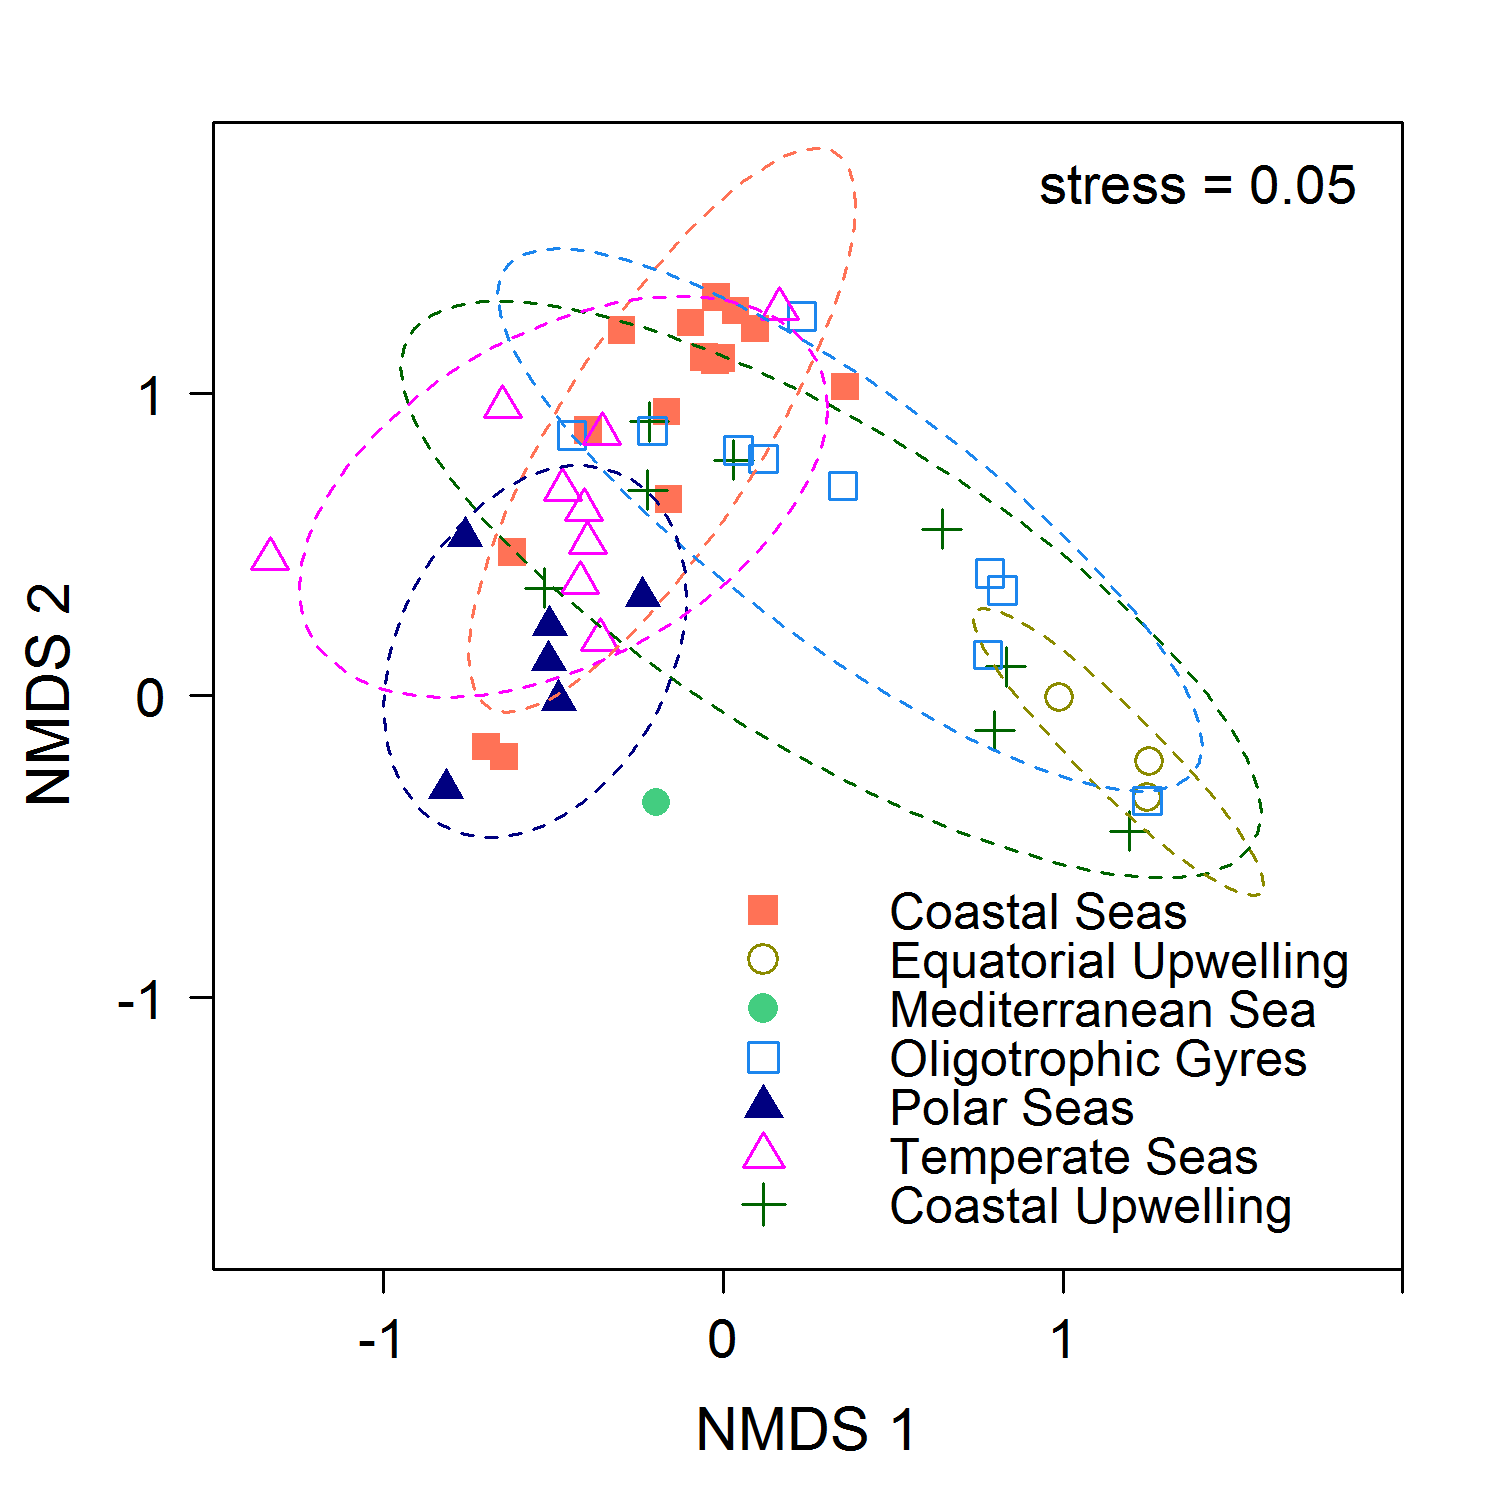 stress = 0.05
NMDS 2
1
0
-1
Coastal Seas
Equatorial Upwelling
Mediterranean Sea
Oligotrophic Gyres
Polar Seas
Temperate Seas
Coastal Upwelling
-1 0 1
NMDS 1